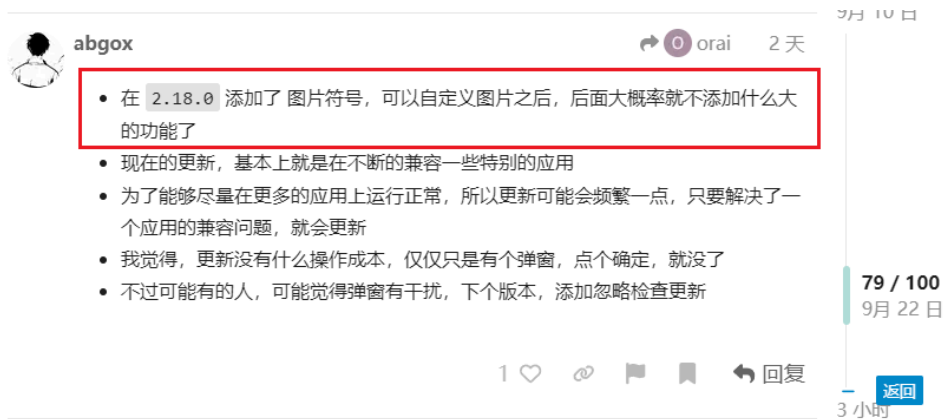 9月 10 日
abgox
O orai 2 天
在 2.18.0 添加了 图片符号，可以自定义图片之后，后面大概率就不添加什么大
的功能了
现在的更新，基本上就是在不断的兼容一些特别的应用
为了能够尽量在更多的应用上运行正常，所以更新可能会频繁一点，只要解决了一
个应用的兼容问题，就会更新
我觉得，更新没有什么操作成本，仅仅只是有个弹窗，点个确定，就没了
不过可能有的人，可能觉得弹窗有干扰，下个版本，添加忽略检查更新
79 / 100
9月 22 日
1
回复
返回
3 小时